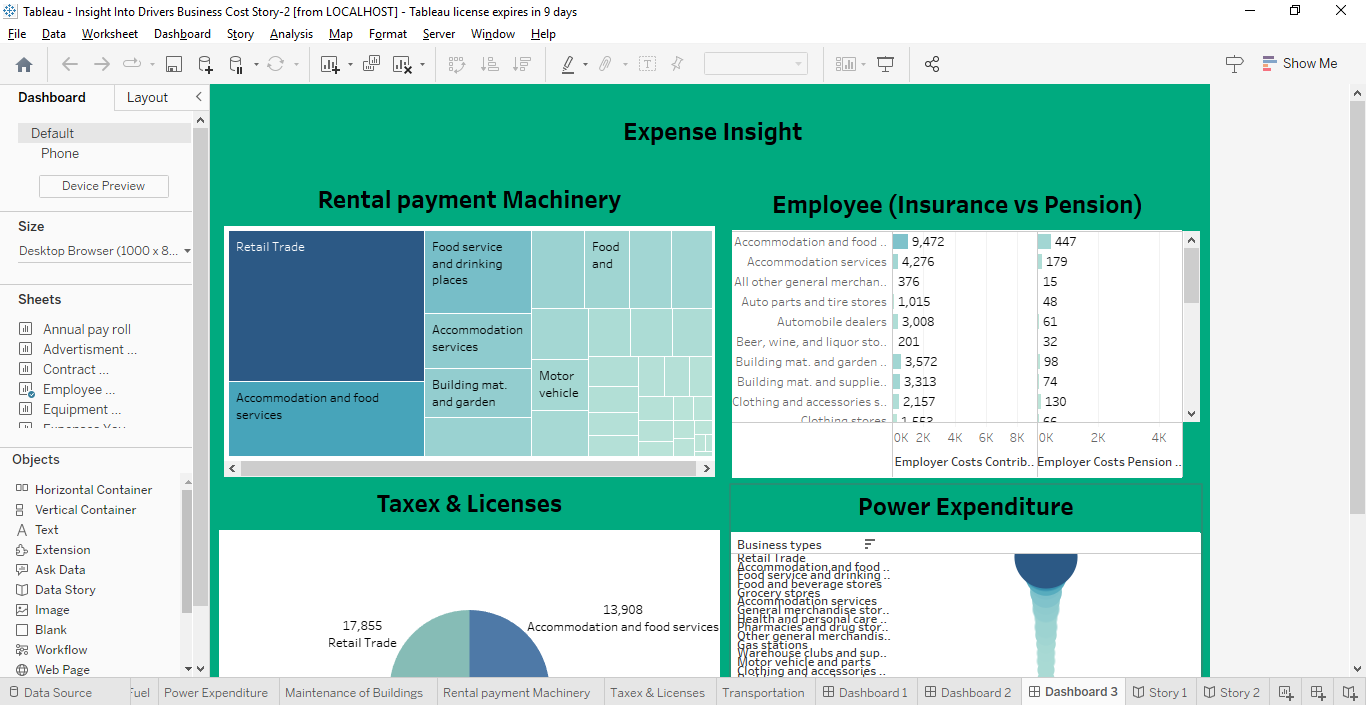 Tableau - Insight Into Drivers Business Cost Story-2 [from LOCALHOST] - Tableau license expires in 9 days
File Data Worksheet Dashboard Story Analysis Map Format Server Window Help
Show Me
Dashboard Layout
Default
Phone
Device Preview
Size
Desktop Browser (1000 x 8...
Sheets
Annual pay roll
Advertisment ...
Contract ...
Employee ...
Equipment ...
Objects
Horizontal Container
Vertical Container
Text
Extension
Ask Data
Data Story
Image
Blank
Workflow
Web Page
Expense Insight
Rental payment Machinery
Retail Trade
Food service
and drinking
places
Food
and
Accommodation
services
Accommodation and food
services
Building mat.
and garden
Motor
vehicle
Employee (Insurance vs Pension)
Accommodation and food .. 9,472 447
Accommodation services 4,276 179
All other general merchan.. 376 15
Auto parts and tire stores 1,015 48
Automobile dealers 3,008 61
Beer, wine, and liquor sto.. 201 32
Building mat. and garden .. 3,572 98
Building mat. and supplie.. 3,313 74
Clothing and accessories s.. 2,157 130
Clothing stores 1,553 66
0K 2K 4K 6K 8K 0K 2K 4K
Employer Costs Contrib.. Employer Costs Pension ..
Taxex & Licenses
13,908
Accommodation and food services
17,855
Retail Trade
Power Expenditure
Business types
Retail Trade
Accommodation and food ..
Food service and drinking ..
Food and beverage stores
Grocery stores
Accommodation services
General merchandise stor..
Health and personal care ..
Pharmacies and drug stor..
Other general merchandis..
Gas stations
Warehouse clubs and sup..
Motor vehicle and parts
Clothing and accessories ..
Data Source Fuel Power Expenditure Maintenance of Buildings Rental payment Machinery Taxes & Licenses Transportation Dashboard 1 Dashboard 2 Dashboard 3 Story 1 Story 2